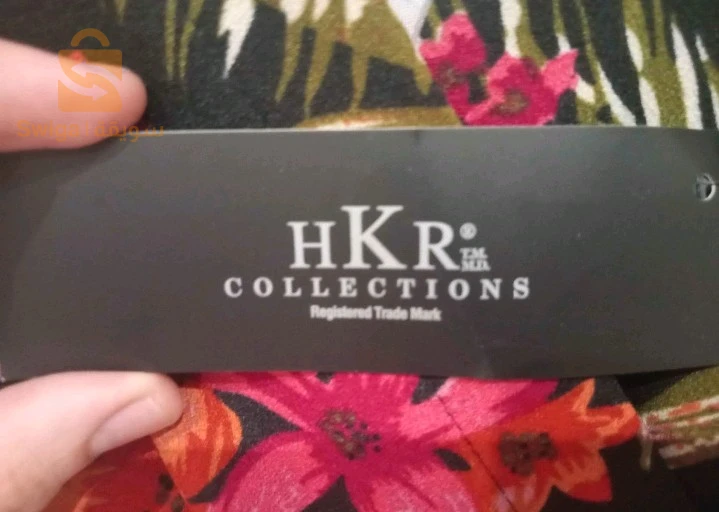 HKR®
T.M.
M.D.
COLLECTIONS
Registered Trade Mark